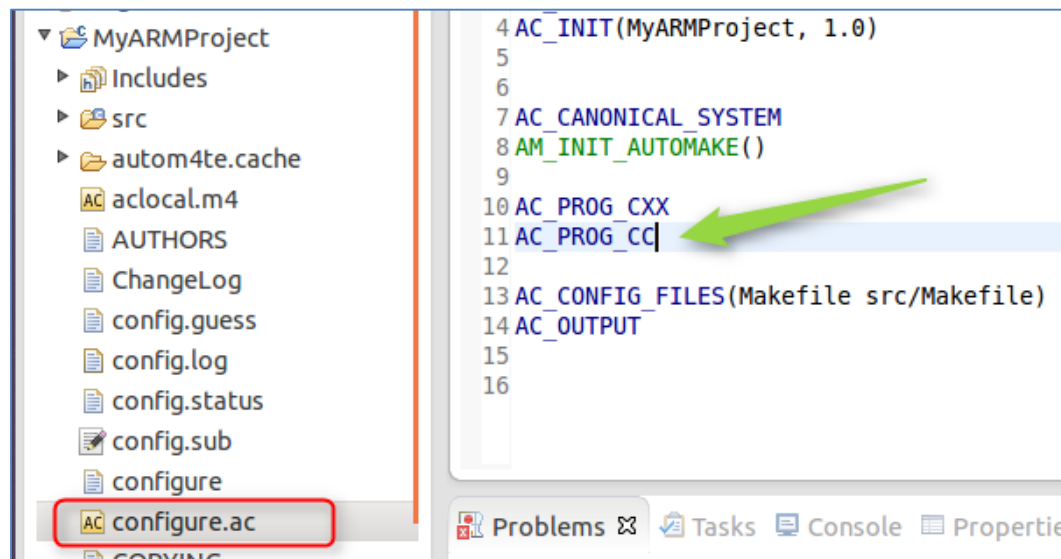 MyARMProject
Includes
src
autom4te.cache
aclocal.m4
AUTHORS
ChangeLog
config.guess
config.log
config.status
config.sub
configure
configure.ac
COPYING
4 AC_INIT(MyARMProject, 1.0)
5
6
7 AC_CANONICAL_SYSTEM
8 AM_INIT_AUTOMAKE()
9
10 AC_PROG_CXX
11 AC_PROG_CC
12
13 AC_CONFIG_FILES(Makefile src/Makefile)
14 AC_OUTPUT
15
16
Problems Tasks Console Propertie